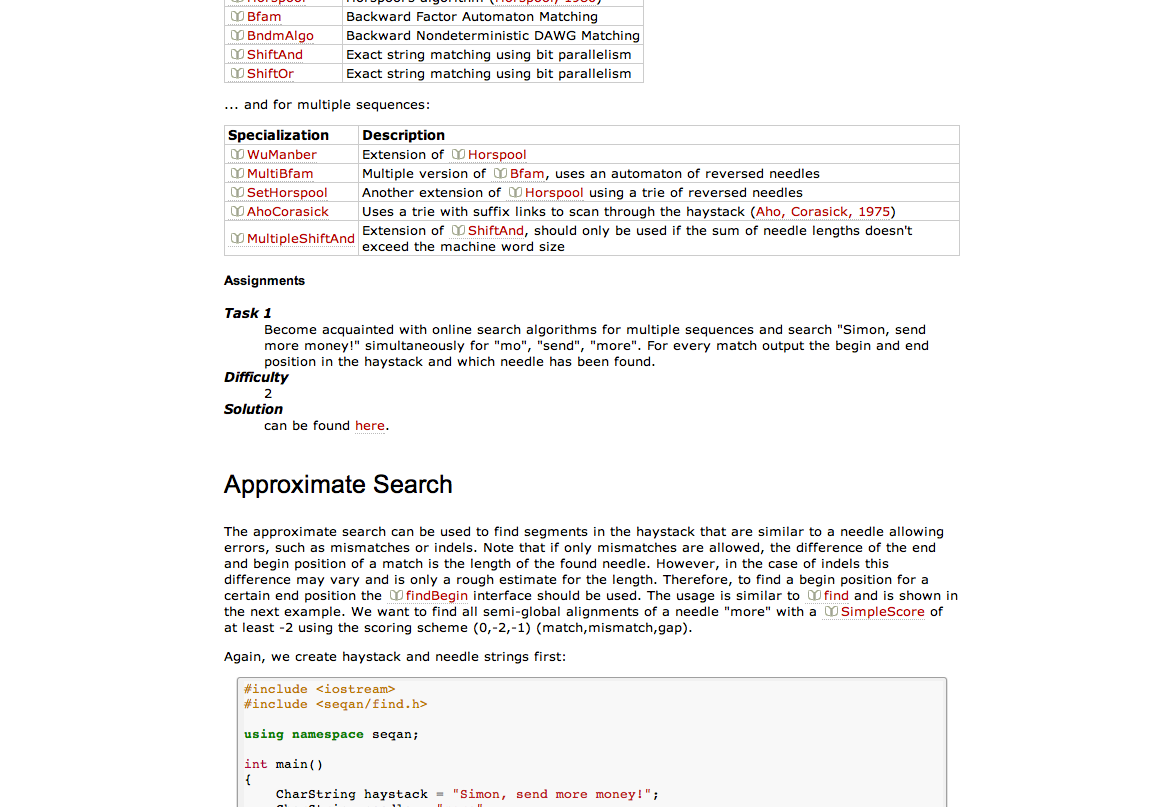 Horspool Horspool's algorithm (Horspool, 1980)
Bfam Backward Factor Automaton Matching
BndmAlgo Backward Nondeterministic DAWG Matching
ShiftAnd Exact string matching using bit parallelism
ShiftOr Exact string matching using bit parallelism
... and for multiple sequences:
Specialization Description
WuManber Extension of Horspool
MultiBfam Multiple version of Bfam, uses an automaton of reversed needles
SetHorspool Another extension of Horspool using a trie of reversed needles
AhoCorasick Uses a trie with suffix links to scan through the haystack (Aho, Corasick, 1975)
MultipleShiftAnd Extension of ShiftAnd, should only be used if the sum of needle lengths doesn't
exceed the machine word size
Assignments
Task 1
Become acquainted with online search algorithms for multiple sequences and search "Simon, send
more money!" simultaneously for "mo", "send", "more". For every match output the begin and end
position in the haystack and which needle has been found.
Difficulty
2
Solution
can be found here.
Approximate Search
The approximate search can be used to find segments in the haystack that are similar to a needle allowing
errors, such as mismatches or indels. Note that if only mismatches are allowed, the difference of the end
and begin position of a match is the length of the found needle. However, in the case of indels this
difference may vary and is only a rough estimate for the length. Therefore, to find a begin position for a
certain end position the findBegin interface should be used. The usage is similar to find and is shown in
the next example. We want to find all semi-global alignments of a needle "more" with a SimpleScore of
at least -2 using the scoring scheme (0,-2,-1) (match,mismatch,gap).
Again, we create haystack and needle strings first:
#include <iostream>
#include <seqan/find.h>
using namespace seqan;
int main()
{
CharString haystack = "Simon, send more money!";